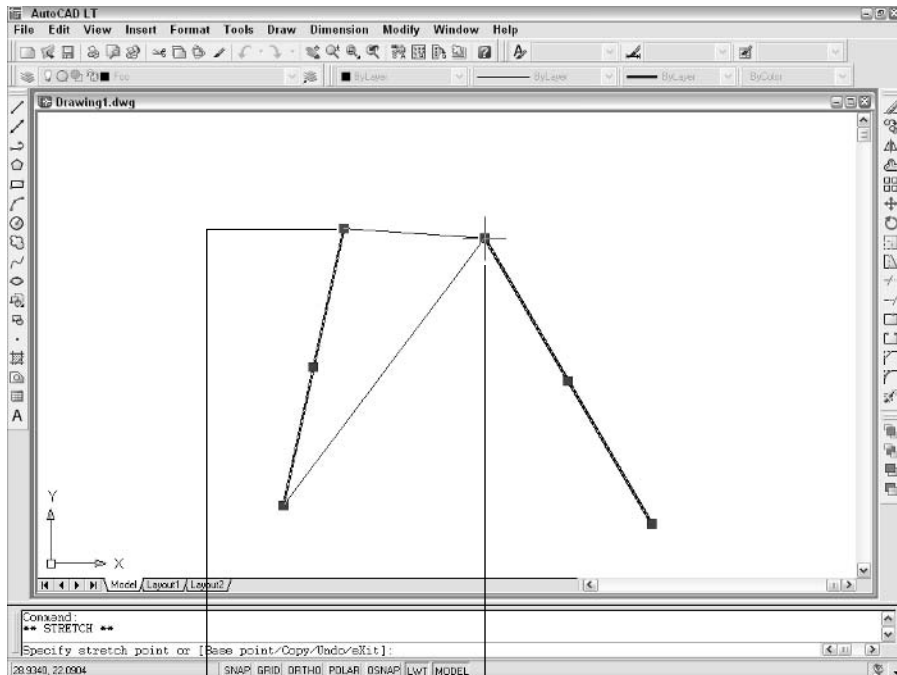 AutoCAD LT
File Edit View Insert Format Tools Draw Dimension Modify Window Help
Foo ByLayer ByLayer ByLayer ByColor
Drawing1.dwg
A
Y
X
Model Layout1 Layout2
Command:
** STRETCH **
Specify stretch point or [Base point/Copy/Undo/eXit]:
28.9340, 22.0904 SNAP GRID ORTHO POLAR OSNAP LWT MODEL